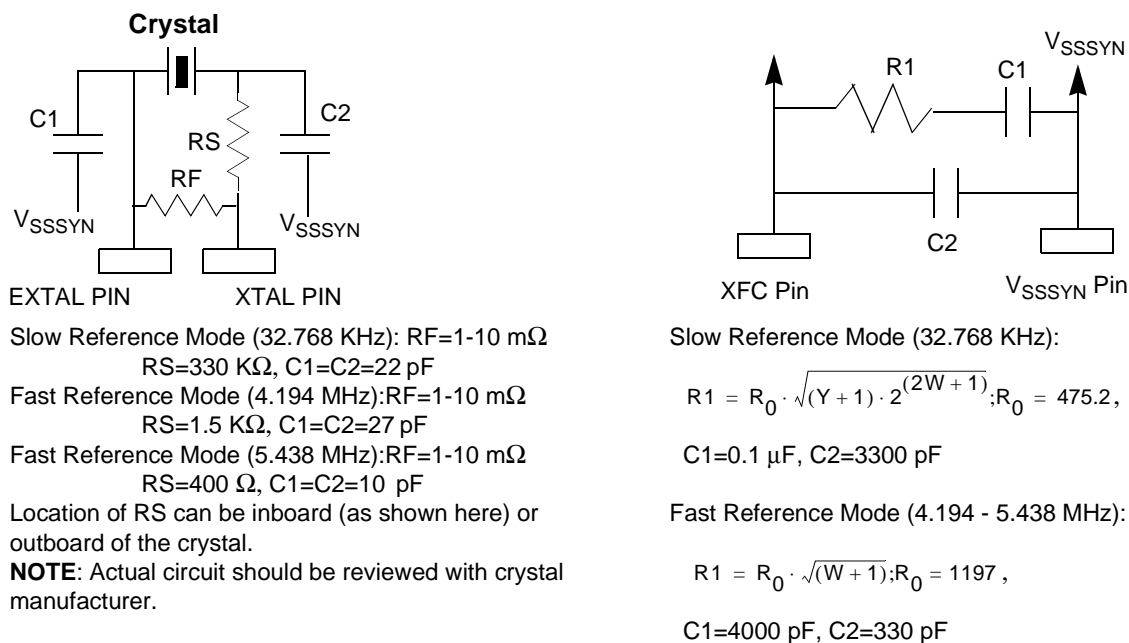 Crystal
C1
C2
RS
RF
VSSSYN
VSSSYN
EXTAL PIN
XTAL PIN
Slow Reference Mode (32.768 KHz): RF=1-10 mΩ
RS=330 KΩ, C1=C2=22 pF
Fast Reference Mode (4.194 MHz):RF=1-10 mΩ
RS=1.5 KΩ, C1=C2=27 pF
Fast Reference Mode (5.438 MHz):RF=1-10 mΩ
RS=400 Ω, C1=C2=10 pF
Location of RS can be inboard (as shown here) or
outboard of the crystal.
NOTE: Actual circuit should be reviewed with crystal
manufacturer.
VSSSYN
R1
C1
C2
XFC Pin
VSSSYN Pin
Slow Reference Mode (32.768 KHz):
R1 = R0 · √(Y + 1) · 2^(2W + 1);R0 = 475.2,
C1=0.1 μF, C2=3300 pF
Fast Reference Mode (4.194 - 5.438 MHz):
R1 = R0 · √(W + 1);R0 = 1197 ,
C1=4000 pF, C2=330 pF